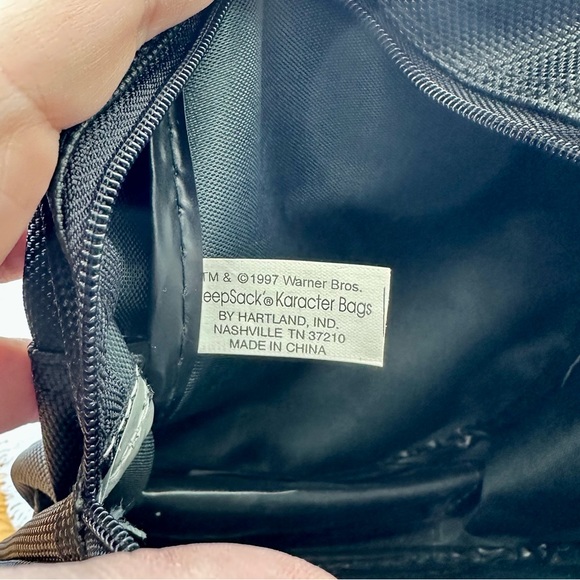 TM & ©1997 Warner Bros.
eepSack'® Karacter Bags
BY HARTLAND, IND.
NASHVILLE TN 37210
MADE IN CHINA